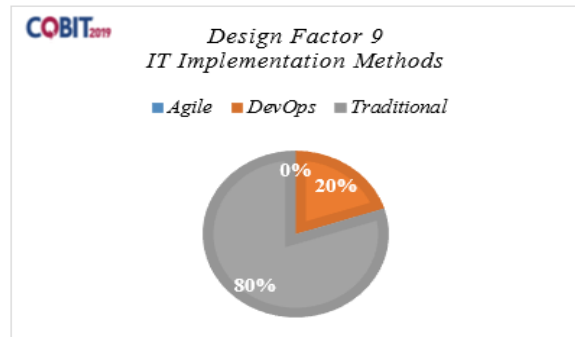 COBIT2019
Design Factor 9
IT Implementation Methods
Agile DevOps Traditional
0%
20%
80%